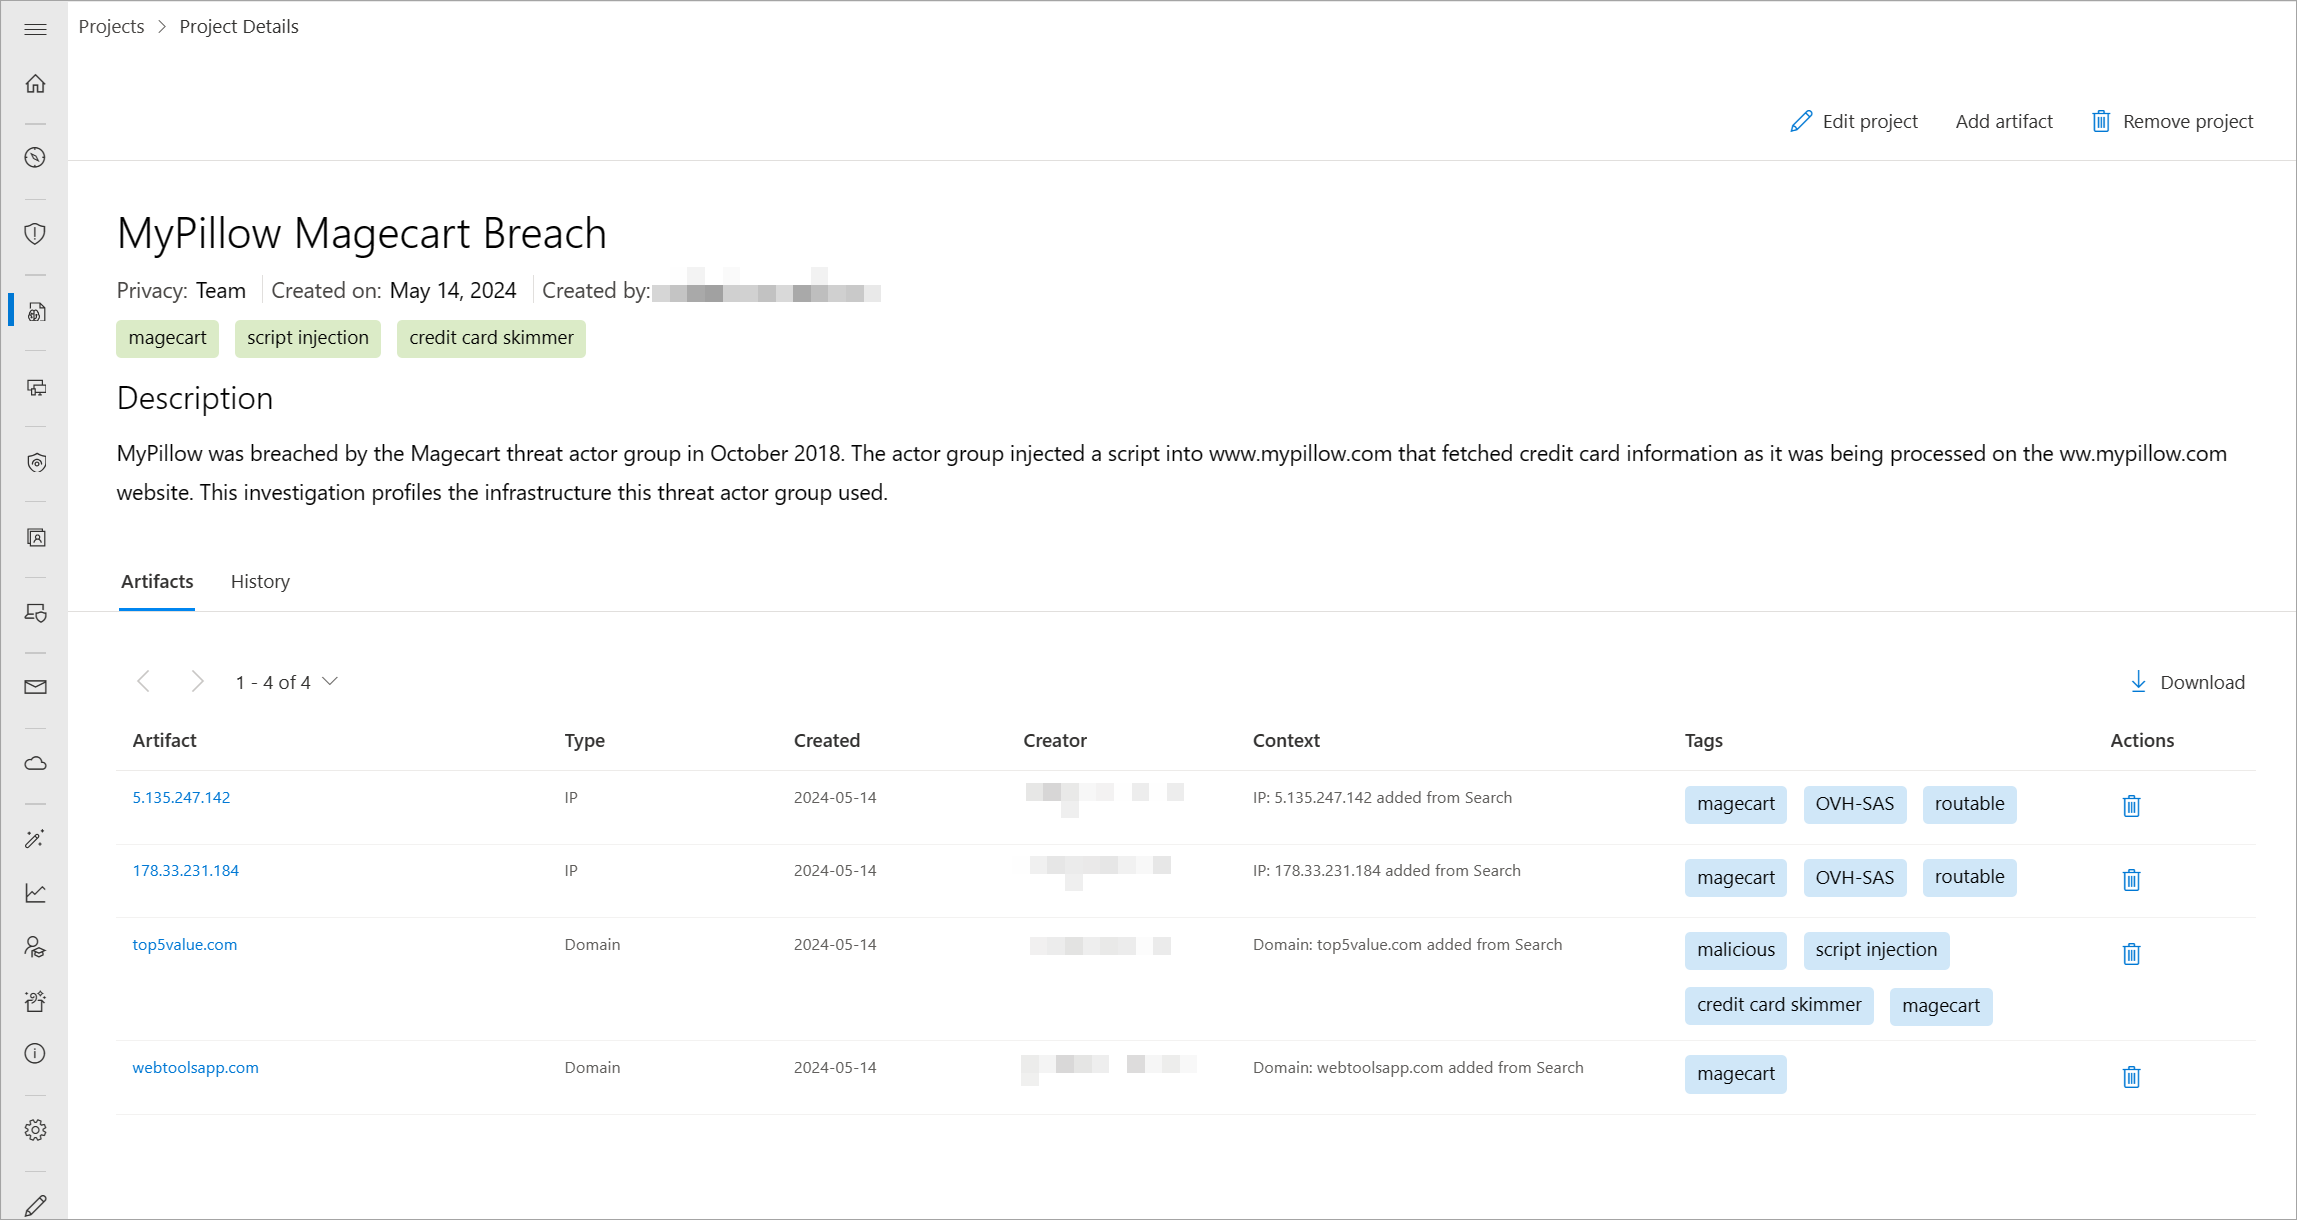 Projects > Project Details
Edit project Add artifact Remove project
MyPillow Magecart Breach
Privacy: Team Created on: May 14, 2024 Created by:
magecart script injection credit card skimmer
Description
MyPillow was breached by the Magecart threat actor group in October 2018. The actor group injected a script into www.mypillow.com that fetched credit card information as it was being processed on the ww.mypillow.com
website. This investigation profiles the infrastructure this threat actor group used.
Artifacts History
1 - 4 of 4 Download
Artifact Type Created Creator Context Tags Actions
5.135.247.142 IP 2024-05-14 IP: 5.135.247.142 added from Search magecart OVH-SAS routable
178.33.231.184 IP 2024-05-14 IP: 178.33.231.184 added from Search magecart OVH-SAS routable
top5value.com Domain 2024-05-14 Domain: top5value.com added from Search malicious script injection
credit card skimmer magecart
webtoolsapp.com Domain 2024-05-14 Domain: webtoolsapp.com added from Search magecart